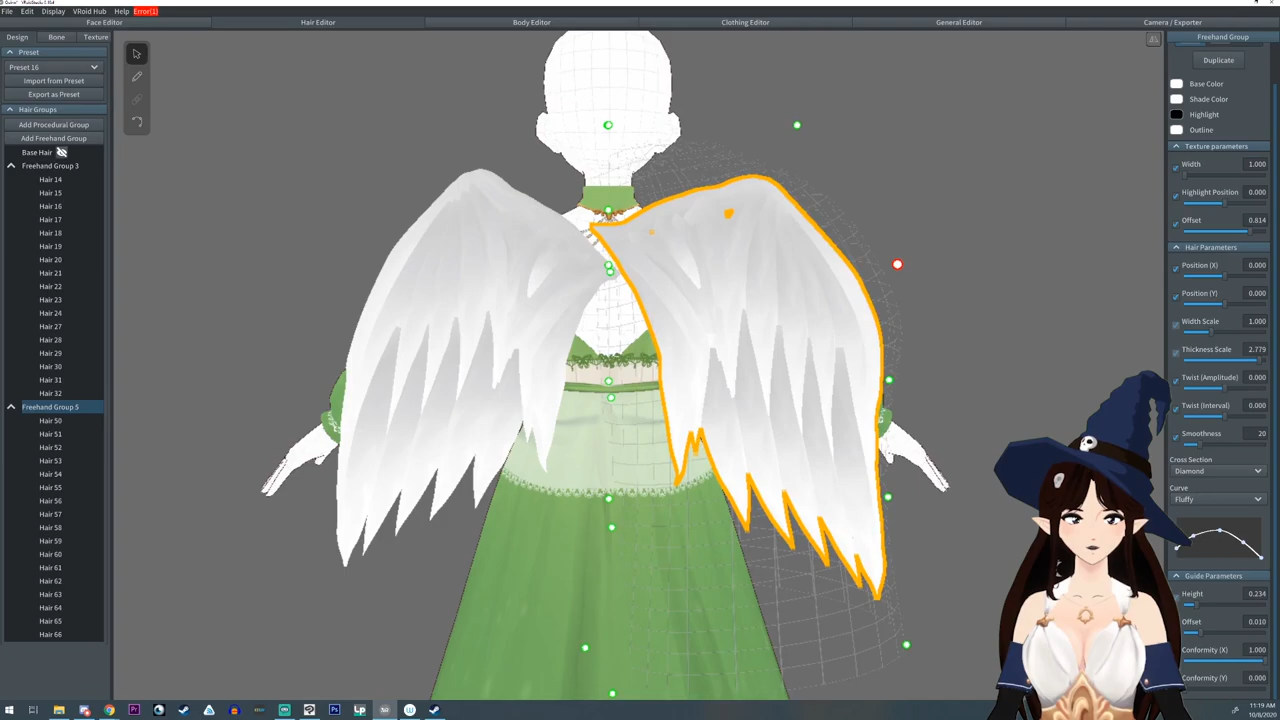 File Edit Display VRoid Hub Help Error(1)
Face Editor Hair Editor Body Editor Clothing Editor General Editor Camera / Exporter
Design Bone Texture
Preset
Preset 16
Import from Preset
Export as Preset
Hair Groups
Add Procedural Group
Add Freehand Group
Base Hair
Freehand Group 3
Hair 14
Hair 15
Hair 16
Hair 17
Hair 18
Hair 19
Hair 20
Hair 21
Hair 22
Hair 23
Hair 24
Hair 27
Hair 28
Hair 29
Hair 30
Hair 31
Hair 32
Freehand Group 5
Hair 50
Hair 51
Hair 52
Hair 53
Hair 54
Hair 55
Hair 56
Hair 57
Hair 58
Hair 59
Hair 60
Hair 61
Hair 62
Hair 63
Hair 64
Hair 65
Hair 66
Freehand Group
Duplicate
Base Color
Shade Color
Highlight
Outline
Texture parameters
Width 1.000
Highlight Position 0.000
Offset 0.814
Hair Parameters
Position (X) 0.000
Position (Y) 0.000
Width Scale 1.000
Thickness Scale 2.779
Twist (Amplitude) 0.000
Twist (Interval) 0.000
Smoothness 20
Cross Section
Diamond
Curve
Fluffy
Guide Parameters
Height 0.234
Offset 0.010
Conformity (X) 1.000
Conformity (Y) 0.000
11:19 AM
10/8/2020